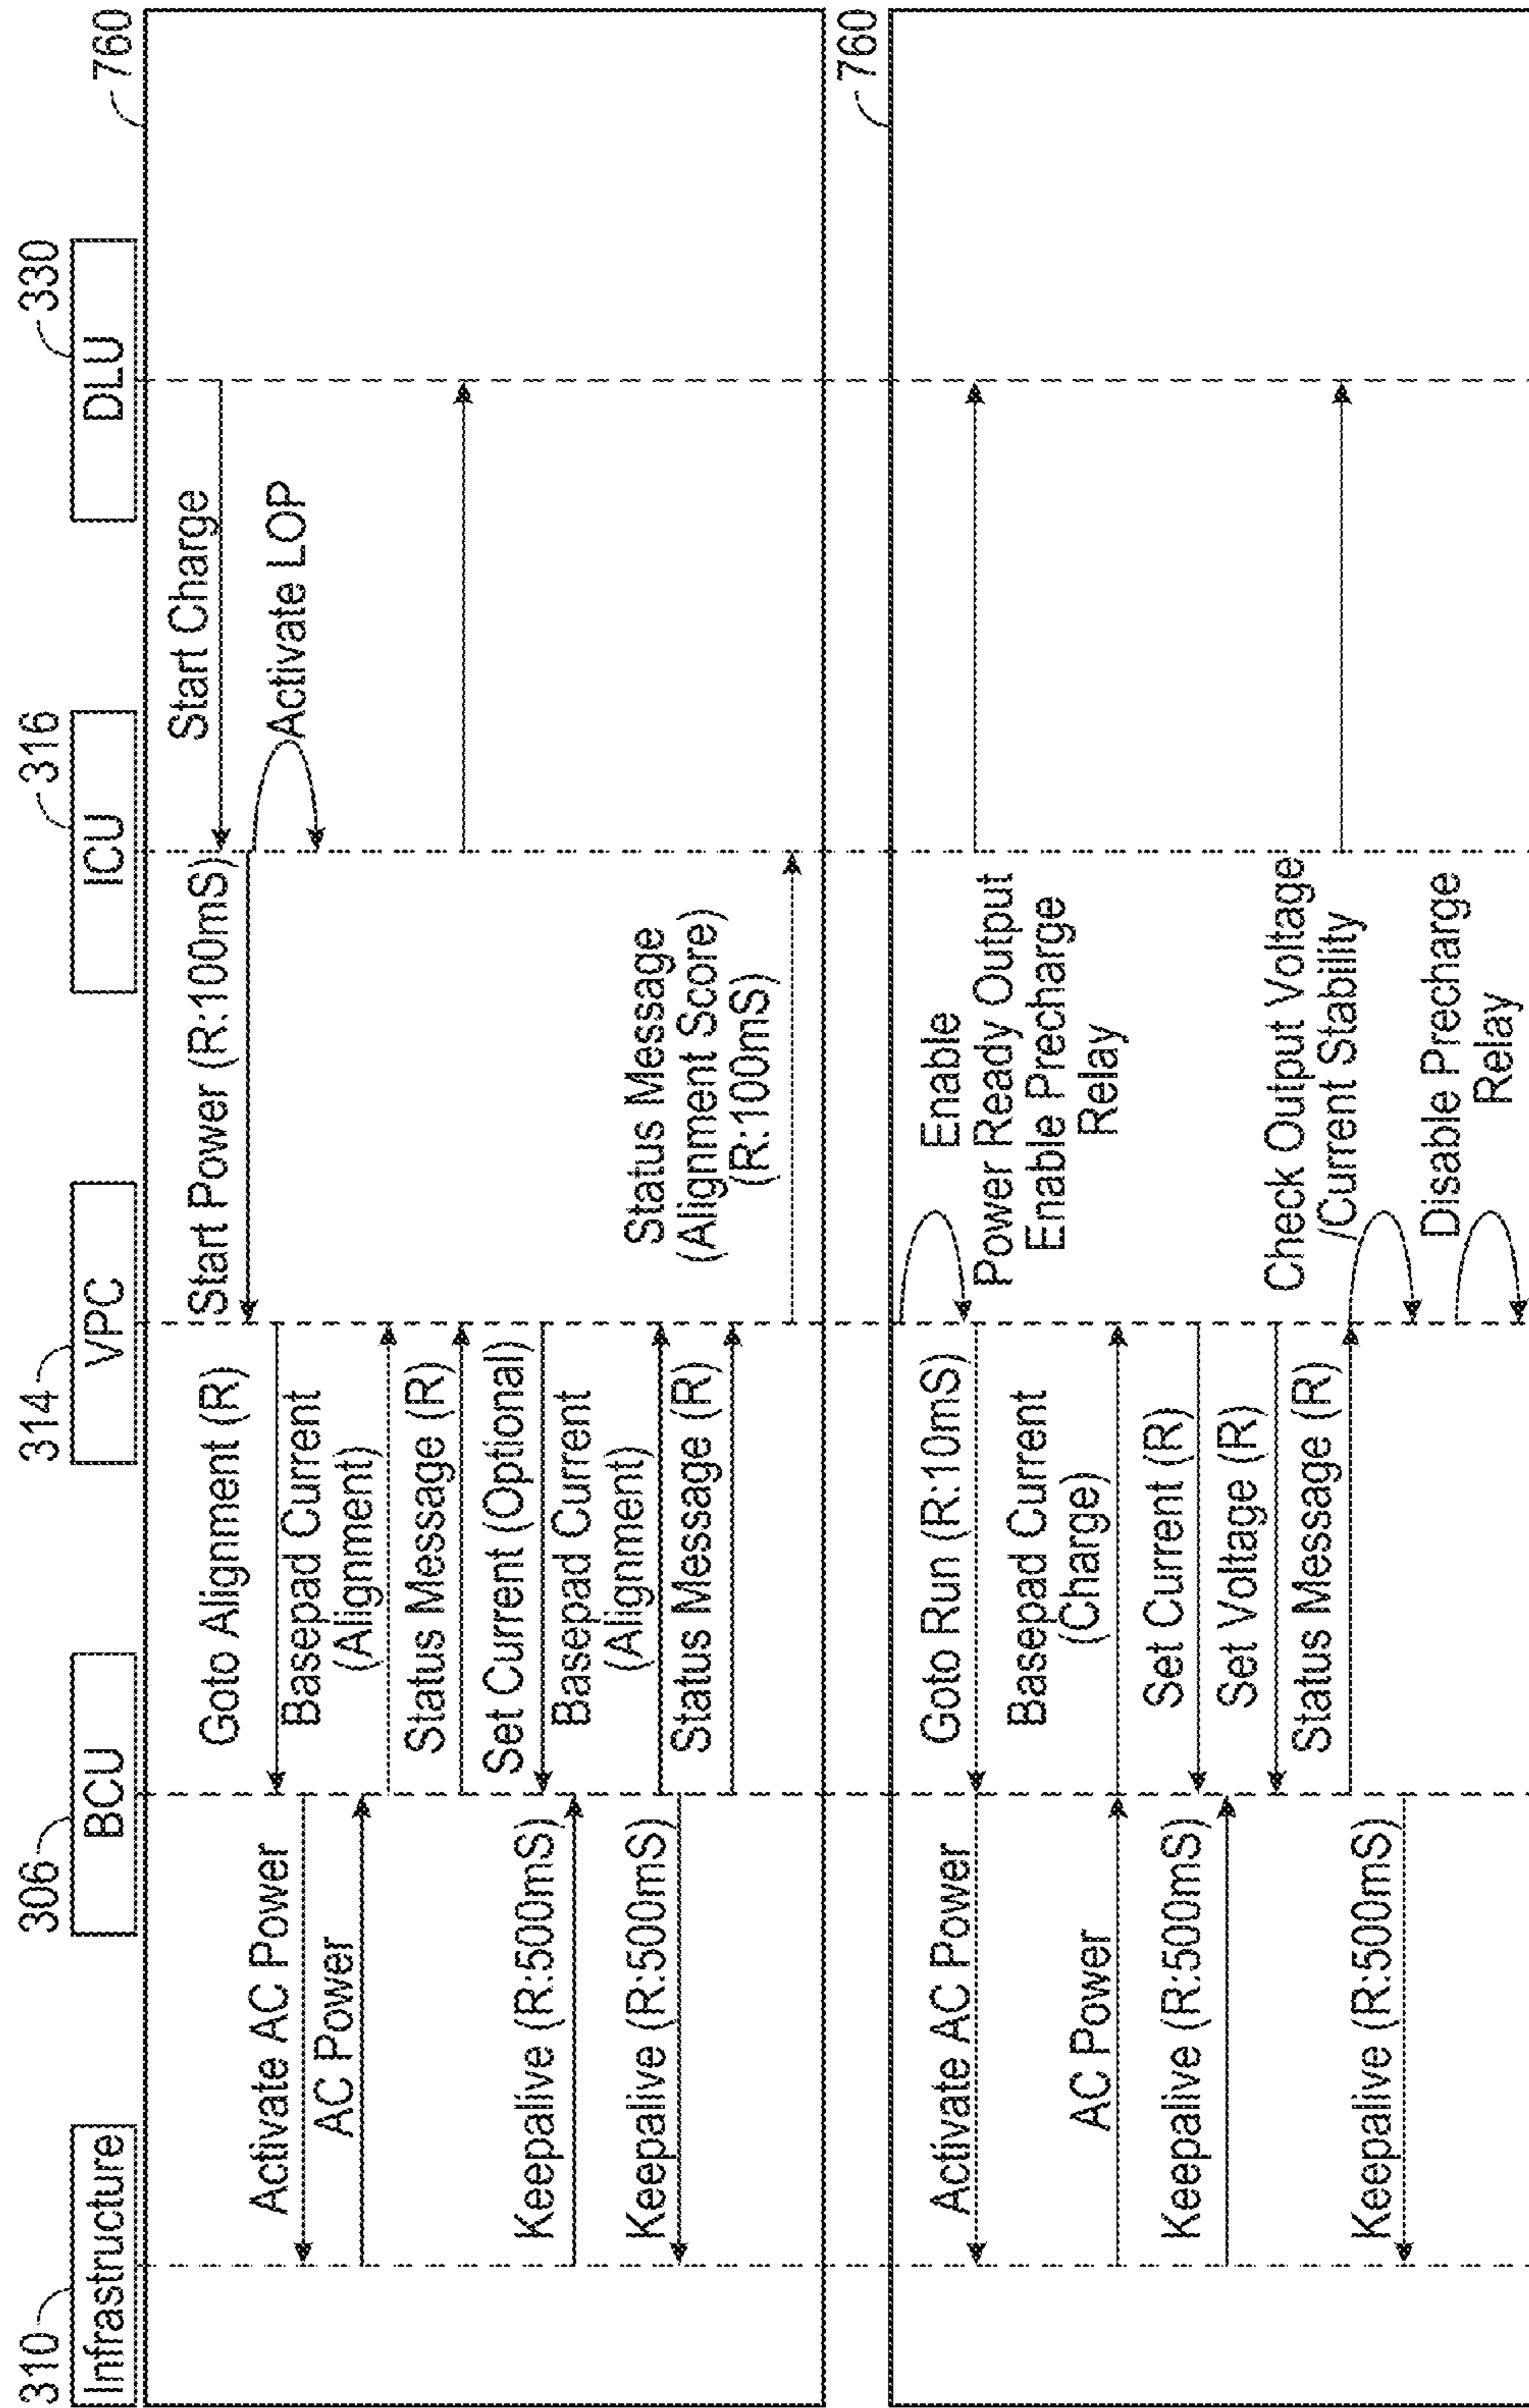 310
Infrastructure
306
BCU
314
VPC
316
ICU
330
DLU
760
Start Charge
Start Power (R:100mS)
Activate LOP
Goto Alignment (R)
Activate AC Power
Basepad Current
(Alignment)
AC Power
Status Message (R)
Set Current (Optional)
Keepalive (R:500mS)
Basepad Current
(Alignment)
Keepalive (R:500mS)
Status Message (R)
Status Message
(Alignment Score)
(R:100mS)
760
Enable
Power Ready Output
Enable Precharge
Relay
Goto Run (R:10mS)
Activate AC Power
Basepad Current
(Charge)
AC Power
Set Current (R)
Keepalive (R:500mS)
Set Voltage (R)
Status Message (R)
Check Output Voltage
/Current Stability
Keepalive (R:500mS)
Disable Precharge
Relay